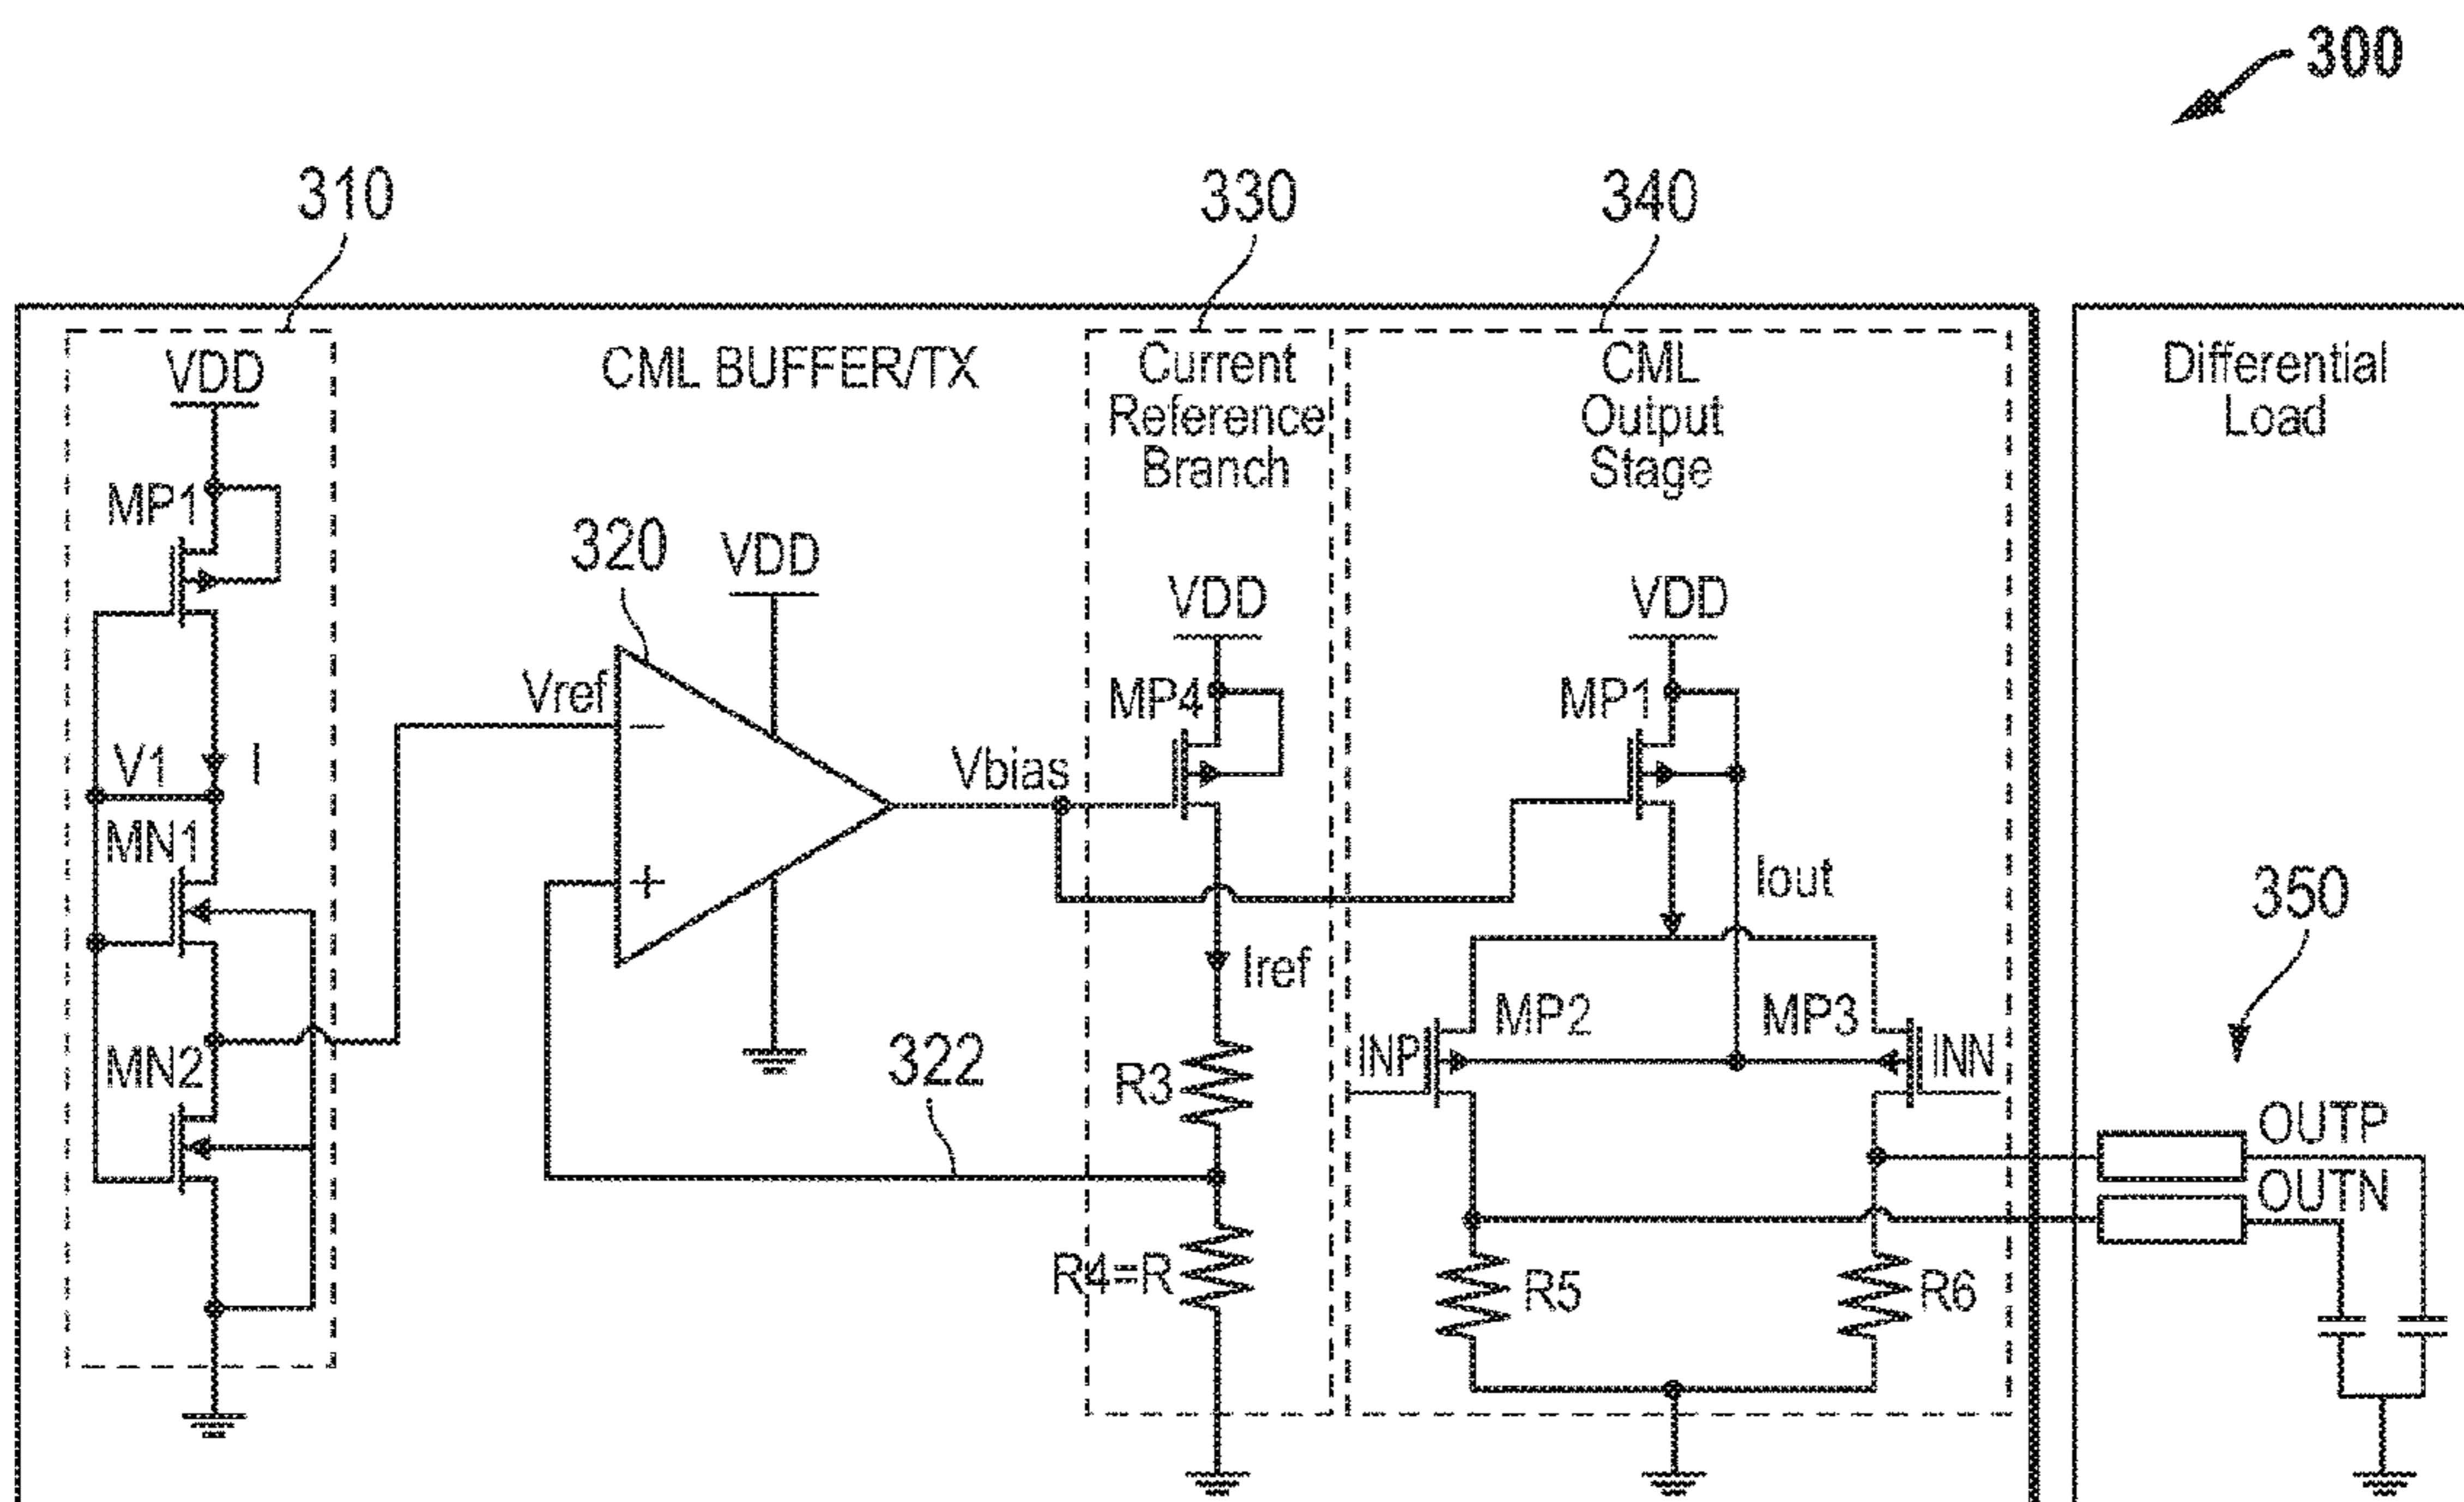 300
310
330
340
VDD
CML BUFFER/TX
Current
Reference
Branch
CML
Output
Stage
Differential
Load
MP1
320
VDD
VDD
VDD
Vref
MP4
MP1
V1
I
−
Vbias
MN1
+
Iout
350
Iref
MN2
322
R3
INP
MP2
MP3
INN
OUTP
OUTN
R4=R
R5
R6